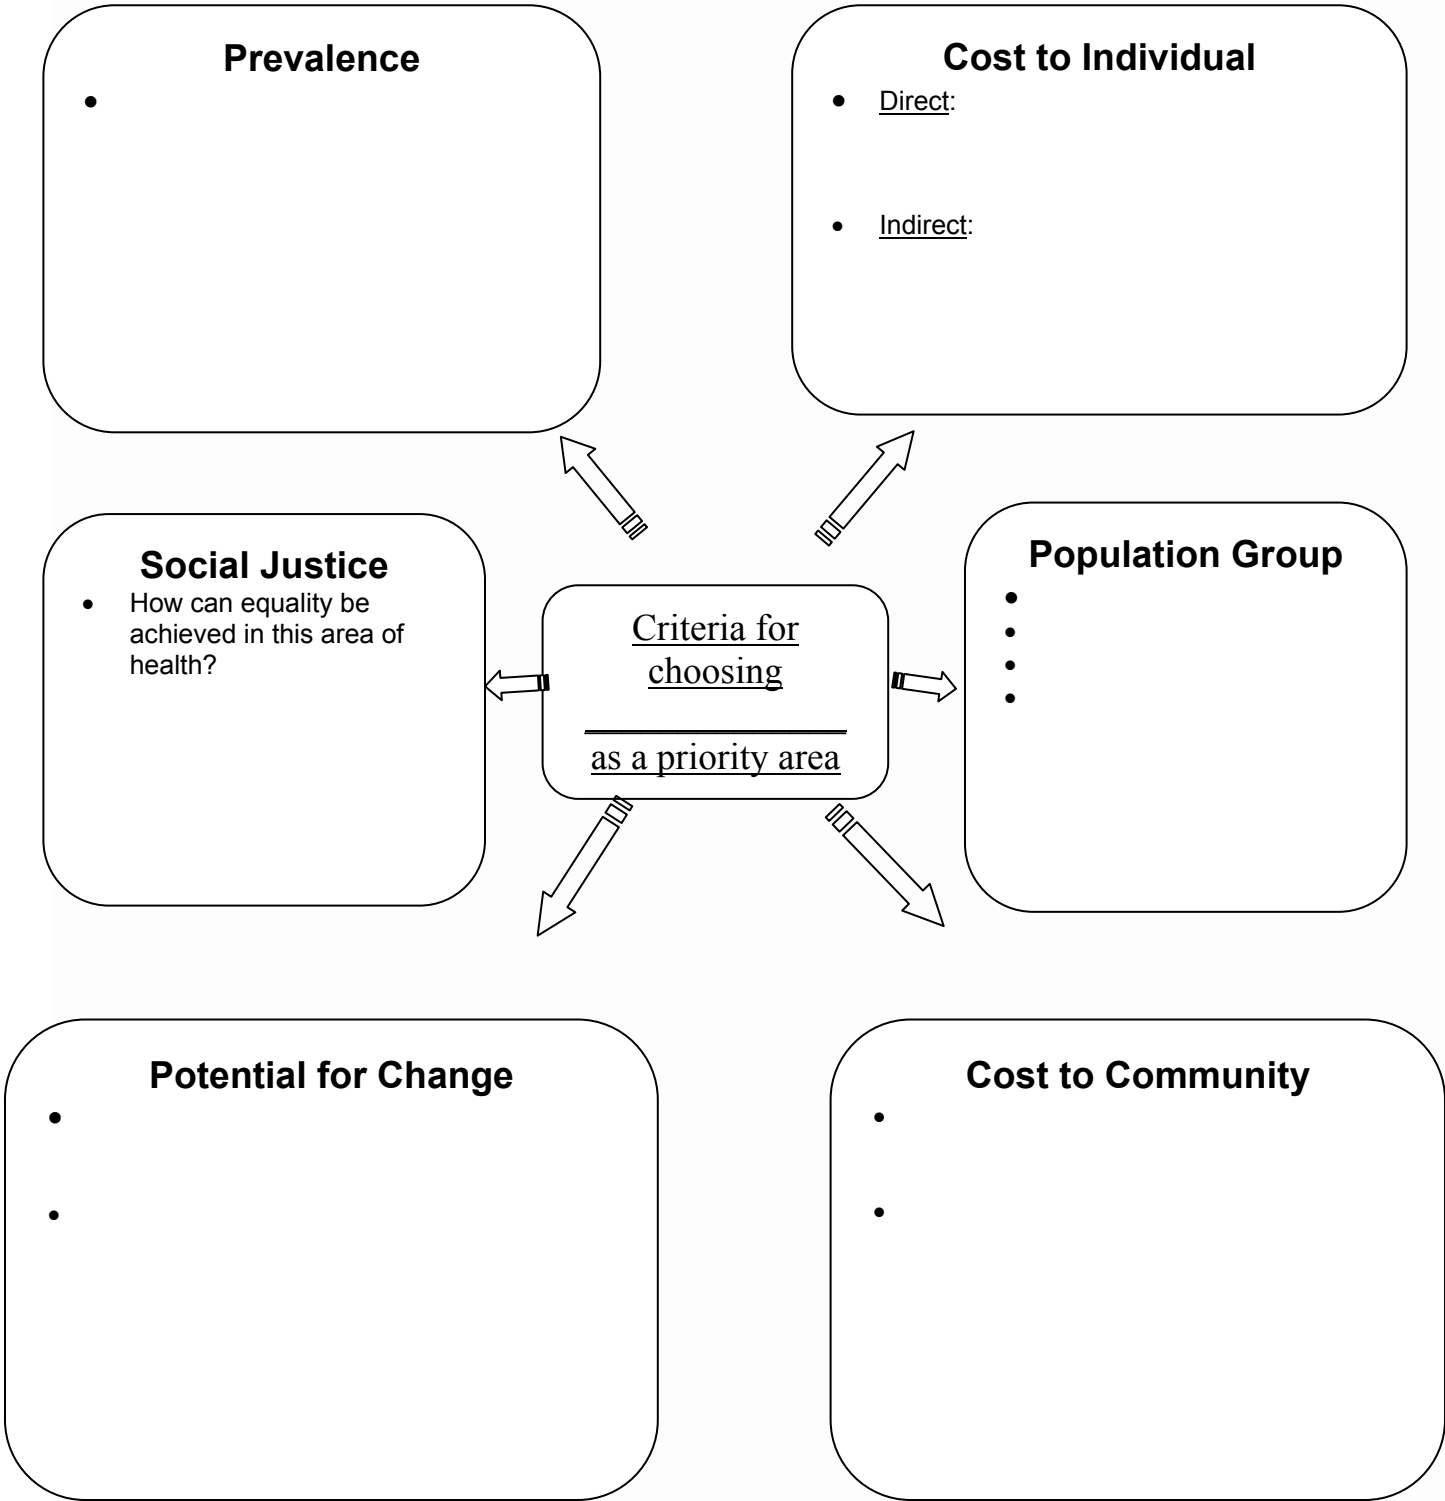 Prevalence
•
Cost to Individual
• Direct:
• Indirect:
Social Justice
• How can equality be
achieved in this area of
health?
Criteria for
choosing
_______________
as a priority area
Population Group
•
•
•
•
Potential for Change
•
•
Cost to Community
•
•